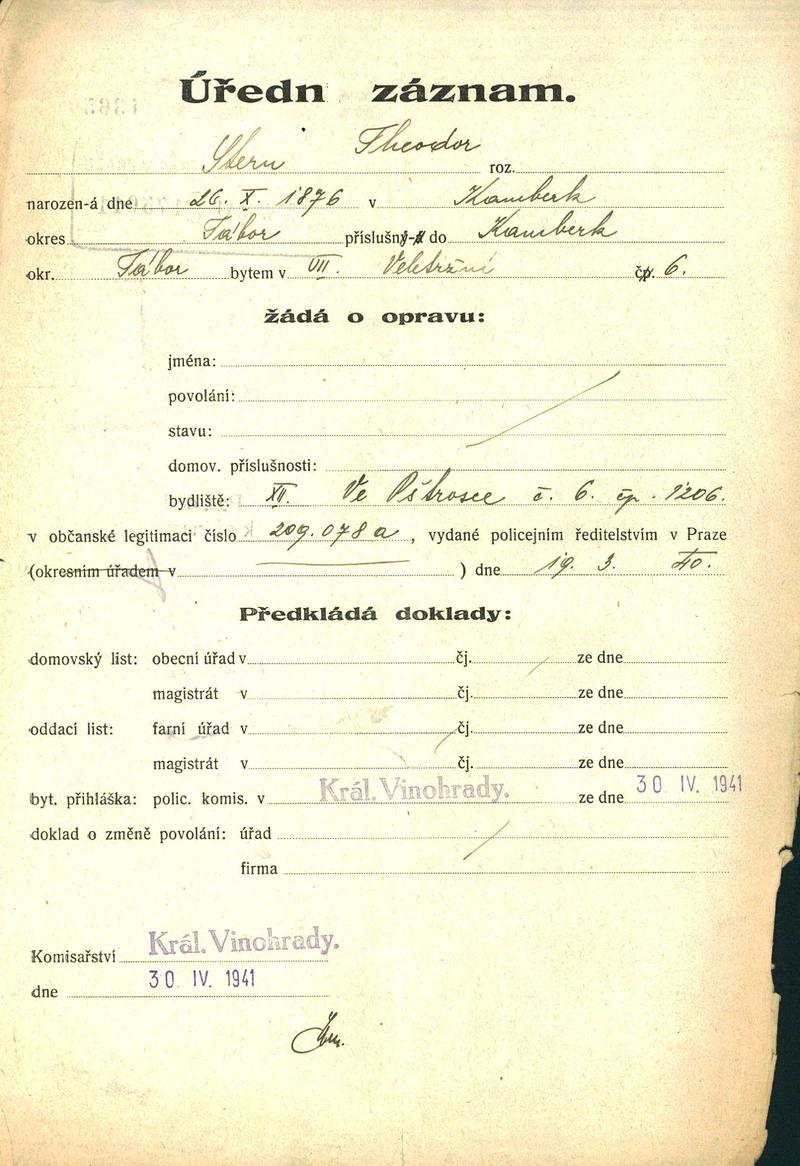 Úředn záznam.
Stern Theodor roz.
narozen-á dne 26. X. 1876 v Kamberk
okres Tábor příslušný-á do Kamberk
okr. Tábor bytem v VII. Veletržní čp. 6.
žádá o opravu:
jména:
povolání:
stavu:
domov. příslušnosti:
bydliště: XII. Ve Pštrosce č. 6. čp. 1206.
v občanské legitimaci číslo 209.078 a, vydané policejním ředitelstvím v Praze
(okresním úřadem v ) dne 19. 3. 40.
Předkládá doklady:
domovský list: obecní úřad v čj. ze dne
magistrát v čj. ze dne
oddací list: farní úřad v čj. ze dne
magistrát v čj. ze dne
byt. přihláška: polic. komis. v Král. Vinohrady. ze dne 30 IV. 1941
doklad o změně povolání: úřad
firma
Komisařství Král. Vinohrady.
dne 30 IV. 1941